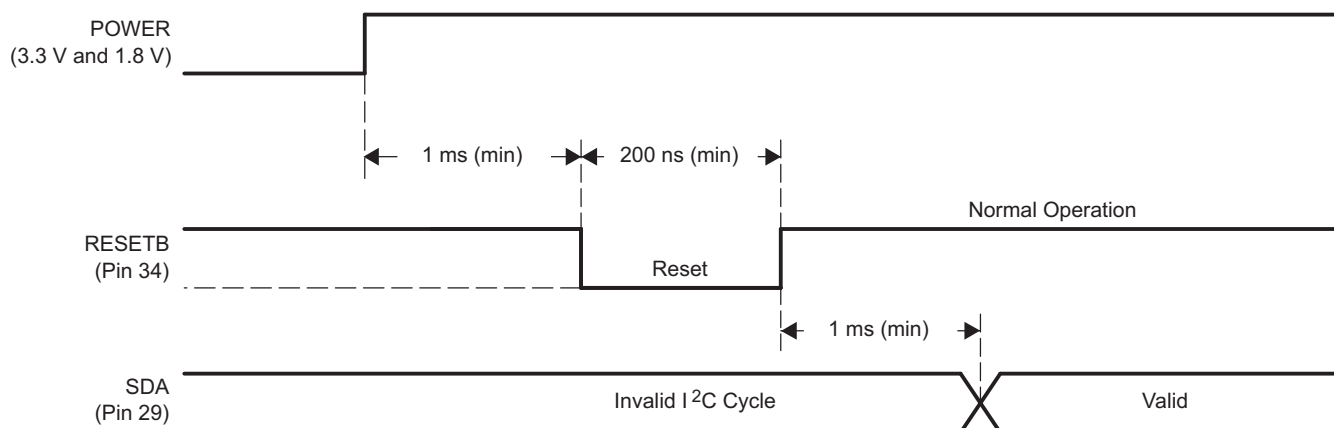 POWER
(3.3 V and 1.8 V)
1 ms (min)
200 ns (min)
Normal Operation
RESETB
(Pin 34)
Reset
1 ms (min)
SDA
(Pin 29)
Invalid I²C Cycle
Valid